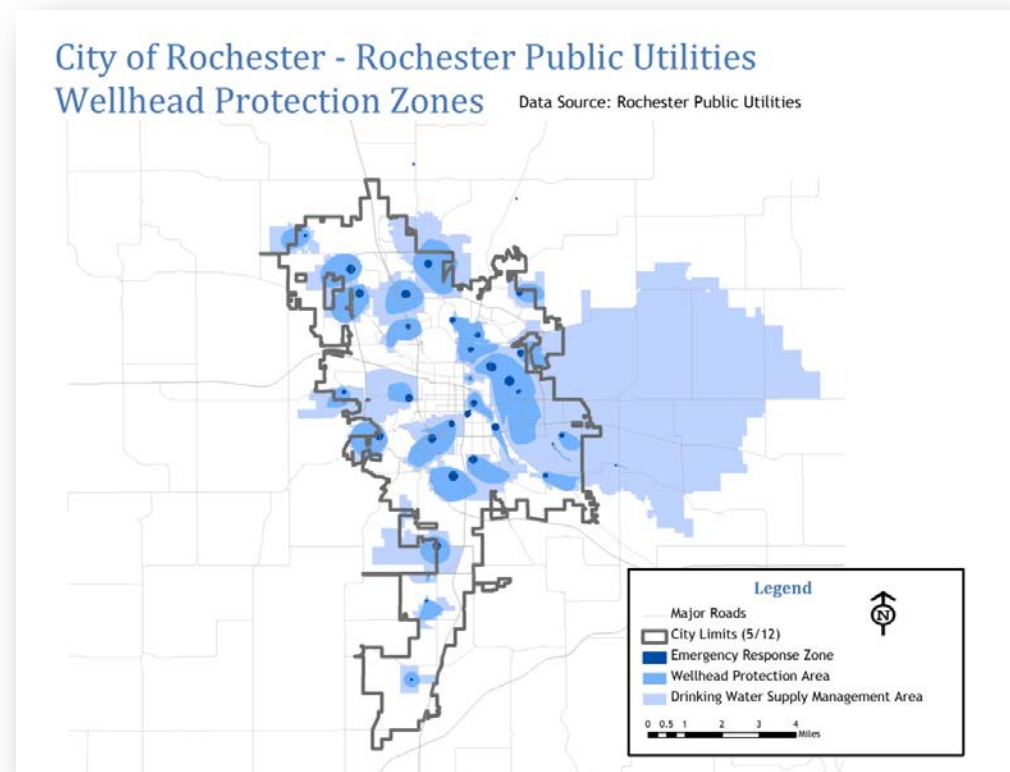 City of Rochester - Rochester Public Utilities
Wellhead Protection Zones
Data Source: Rochester Public Utilities
Legend
N
Major Roads
City Limits (5/12)
Emergency Response Zone
Wellhead Protection Area
Drinking Water Supply Management Area
0 0.5 1 2 3 4
Miles